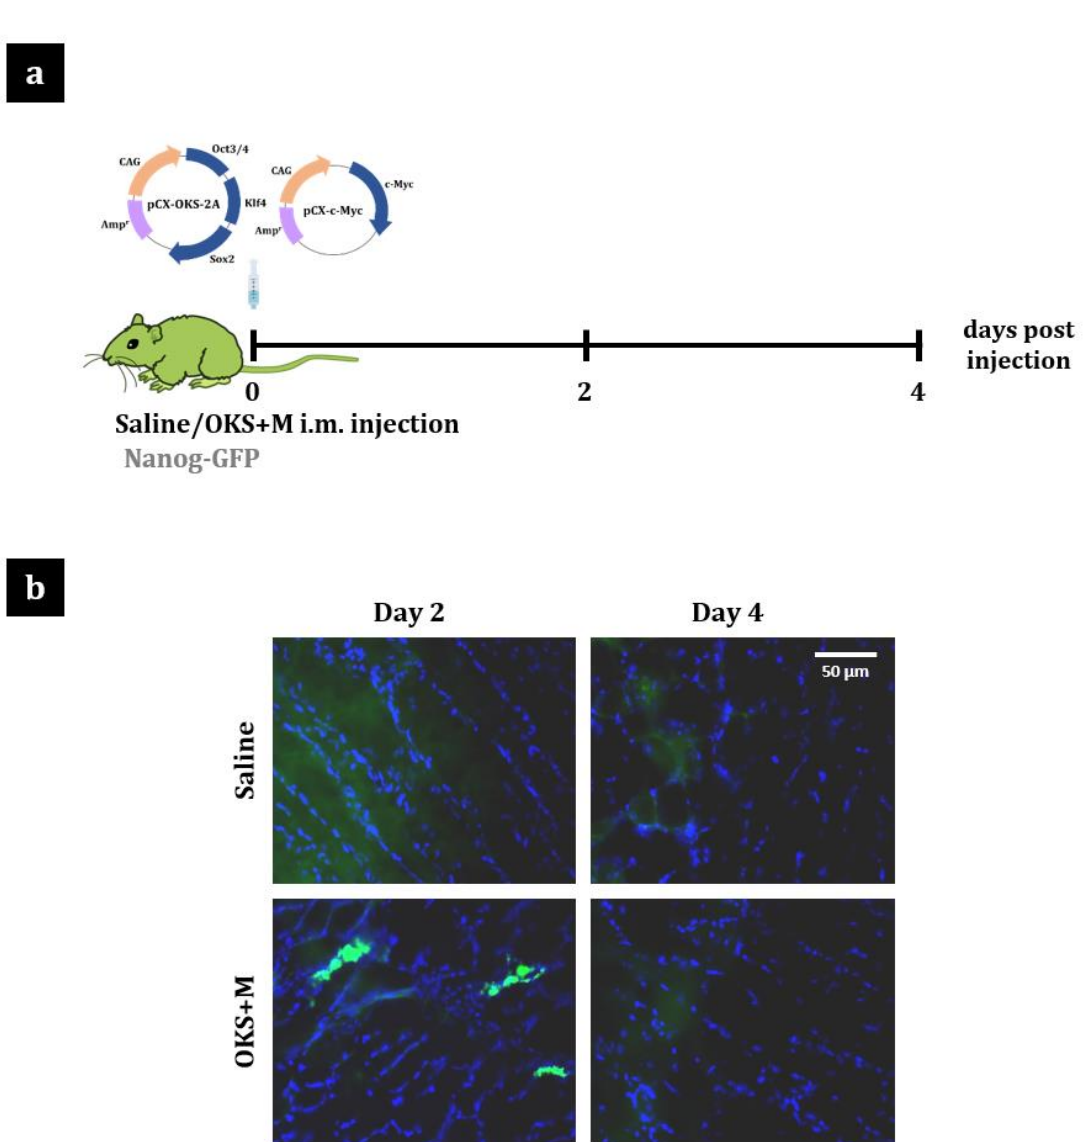 a
Oct3/4
CAG
pCX-OKS-2A
Klf4
Ampʳ
Sox2
CAG
c-Myc
pCX-c-Myc
Ampʳ
days post
injection
0
2
4
Saline/OKS+M i.m. injection
Nanog-GFP
b
Day 2
Day 4
Saline
50 µm
OKS+M